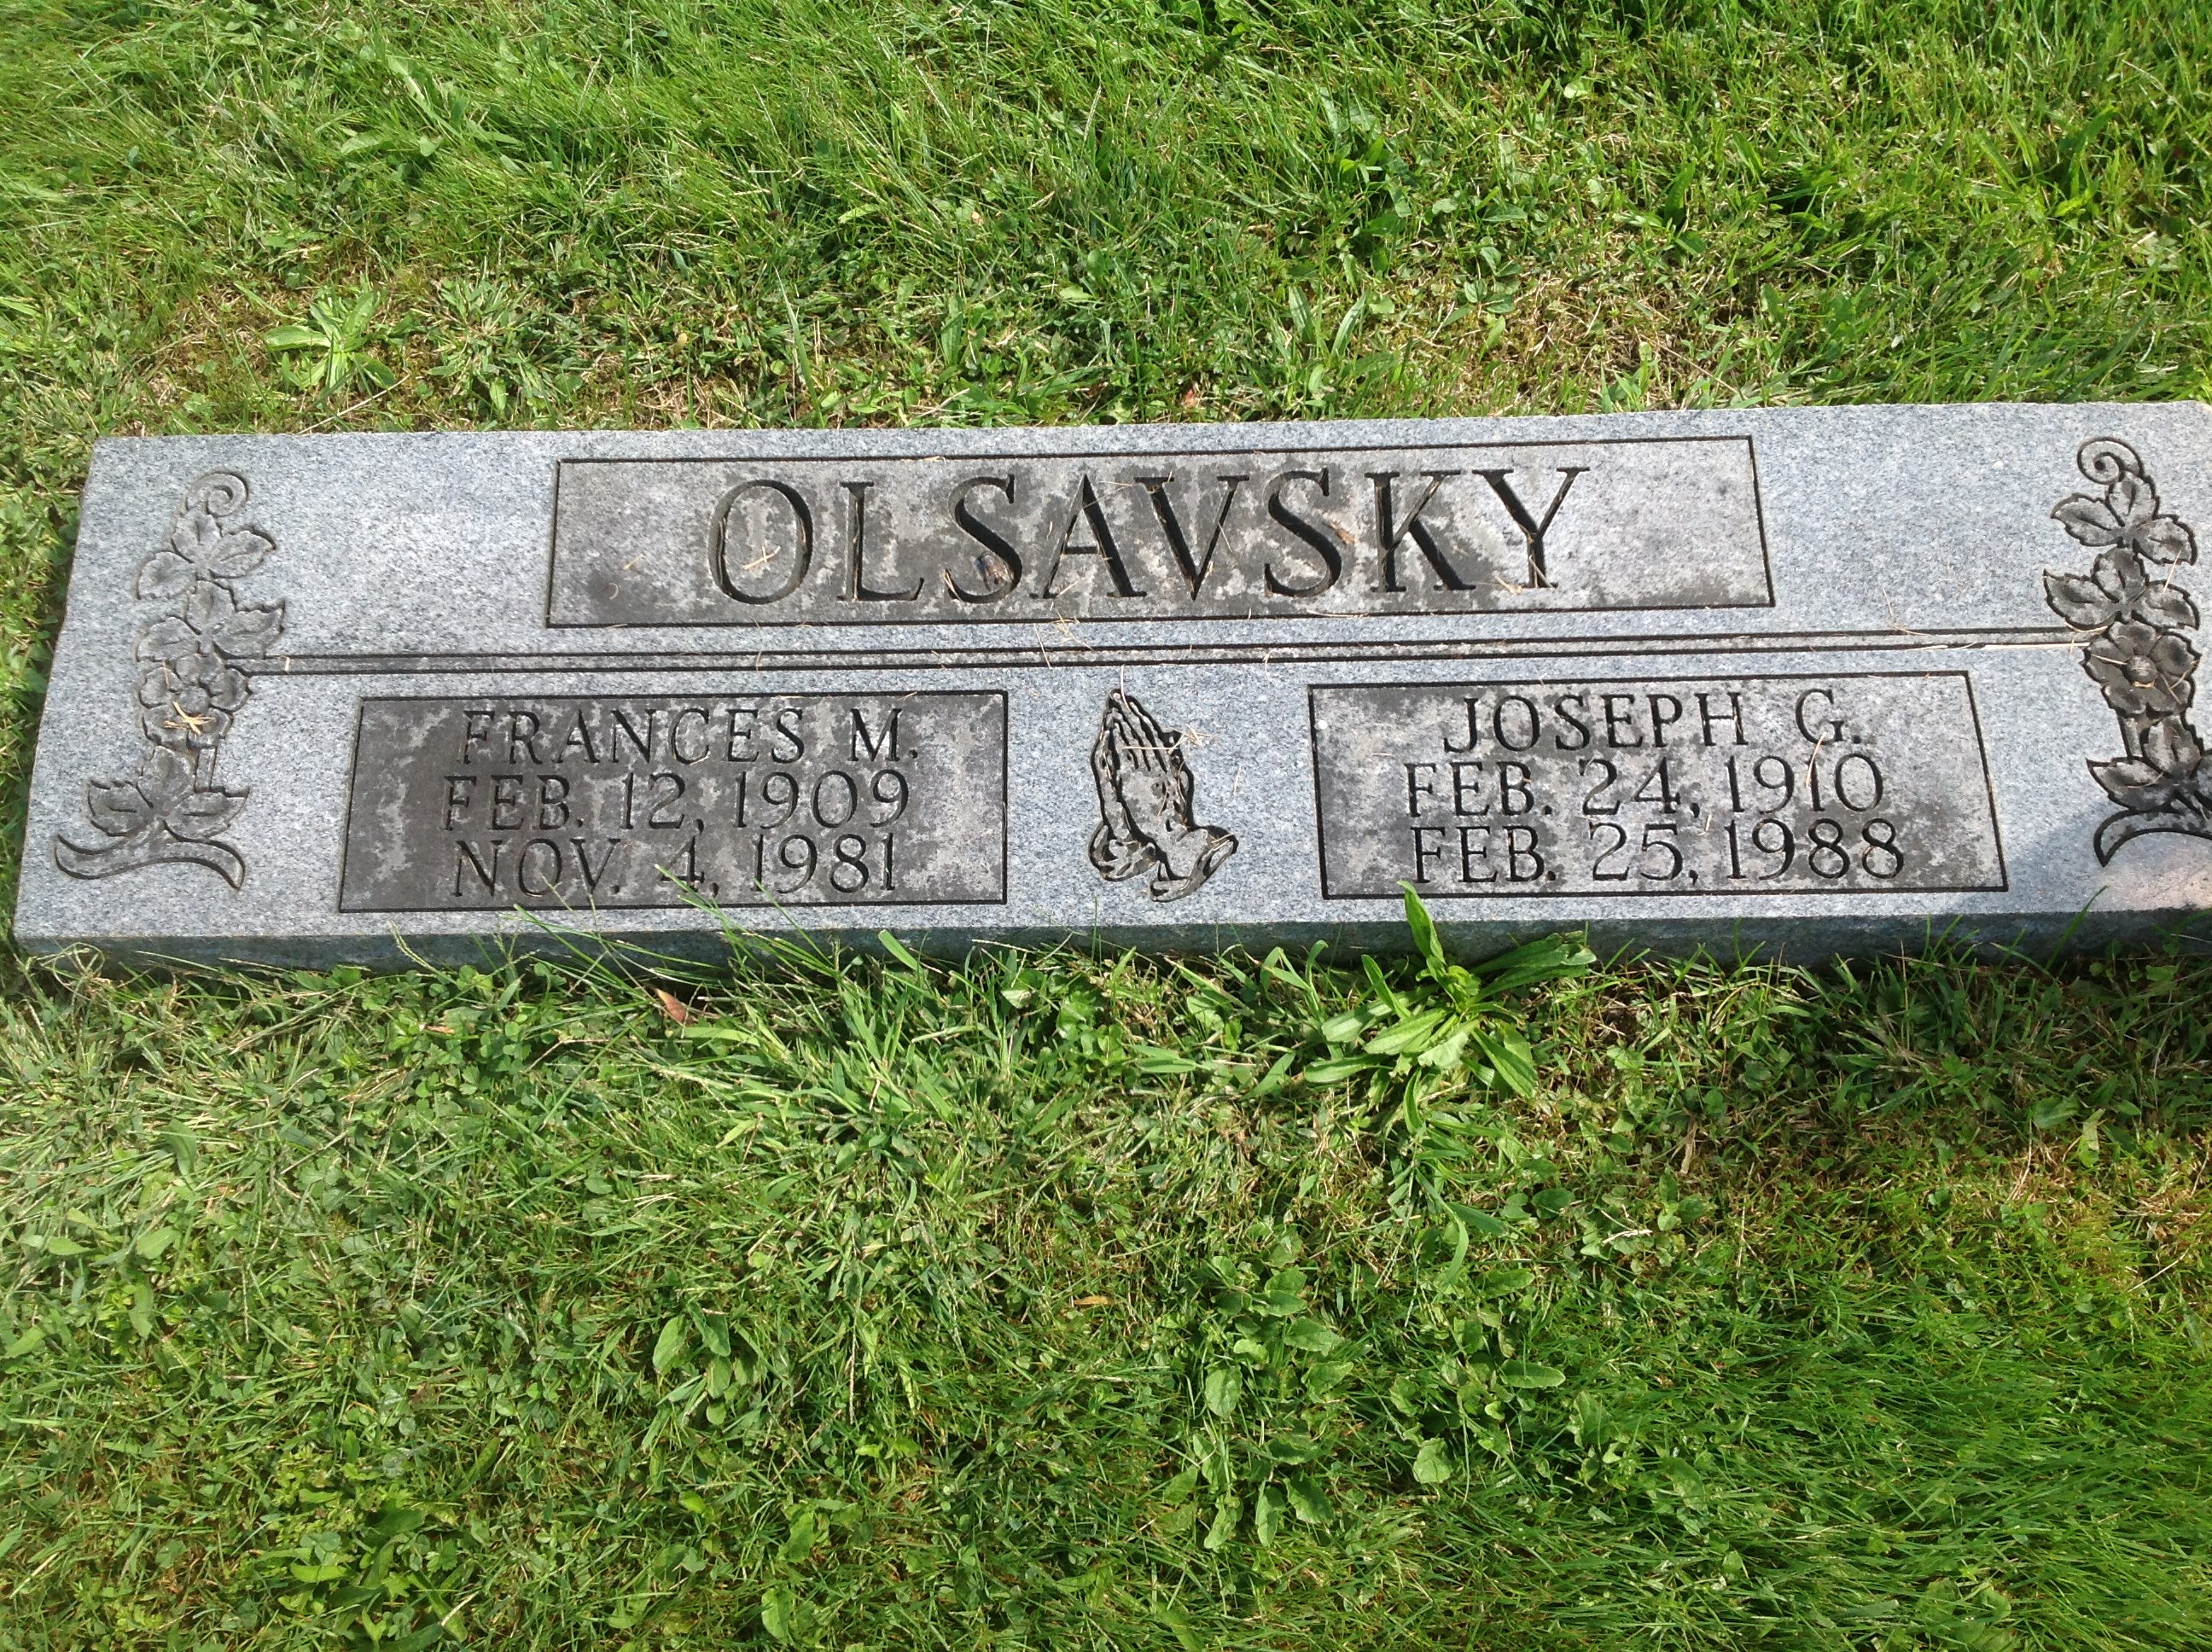 OLSAVSKY
FRANCES M.
FEB. 12, 1909
NOV. 4, 1981
JOSEPH G.
FEB. 24, 1910
FEB. 25, 1988